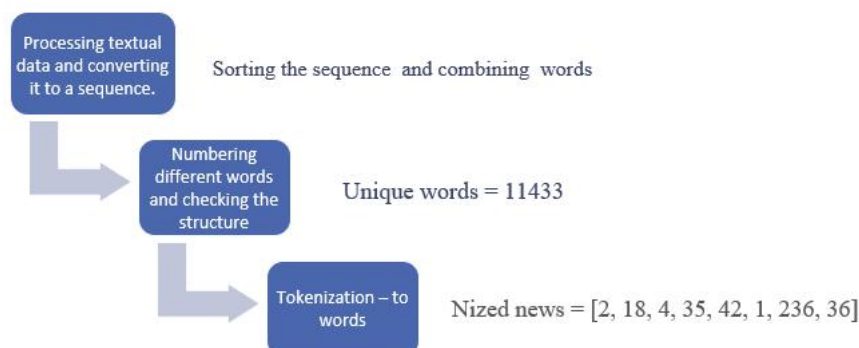 Processing textual
data and converting
it to a sequence.
Sorting the sequence and combining words
Numbering
different words
and checking the
structure
Unique words = 11433
Tokenization – to
words
Nized news = [2, 18, 4, 35, 42, 1, 236, 36]